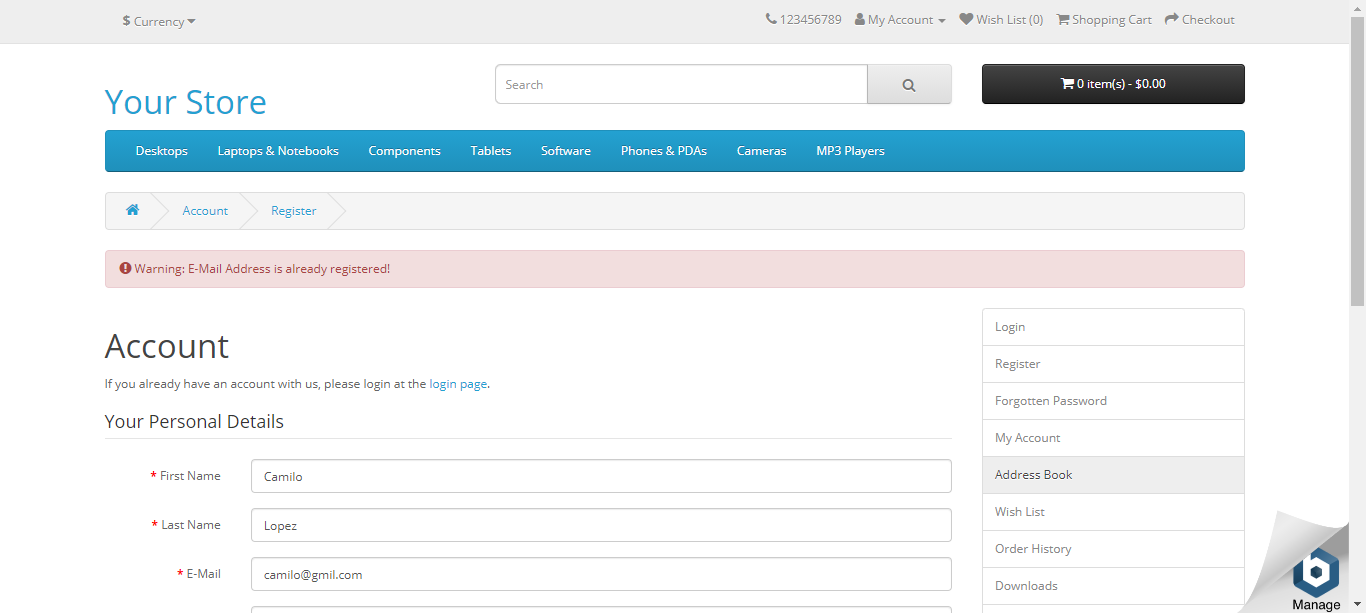 $ Currency
123456789 My Account Wish List (0) Shopping Cart Checkout
Your Store
Search
0 item(s) - $0.00
Desktops Laptops & Notebooks Components Tablets Software Phones & PDAs Cameras MP3 Players
Account Register
Warning: E-Mail Address is already registered!
Account
If you already have an account with us, please login at the login page.
Your Personal Details
* First Name Camilo
* Last Name Lopez
* E-Mail camilo@gmil.com
Login
Register
Forgotten Password
My Account
Address Book
Wish List
Order History
Downloads
Manage